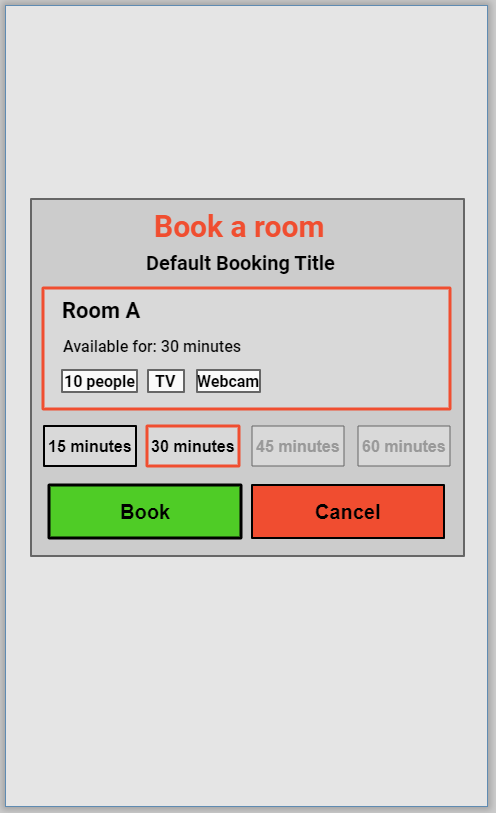 Book a room
Default Booking Title
Room A
Available for: 30 minutes
10 people TV Webcam
15 minutes 30 minutes 45 minutes 60 minutes
Book Cancel